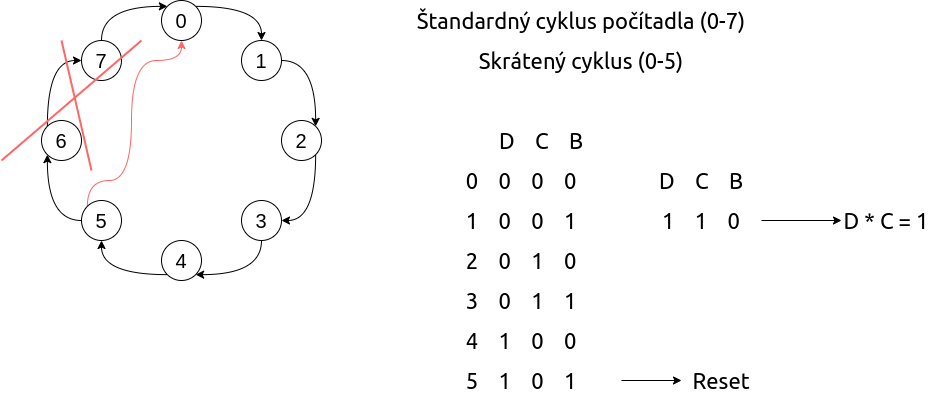 Štandardný cyklus počítadla (0-7)
Skrátený cyklus (0-5)
0
7
1
6
2
5
3
4
D C B
0 0 0 0
1 0 0 1
2 0 1 0
3 0 1 1
4 1 0 0
5 1 0 1 Reset
D C B
1 1 0 D * C = 1